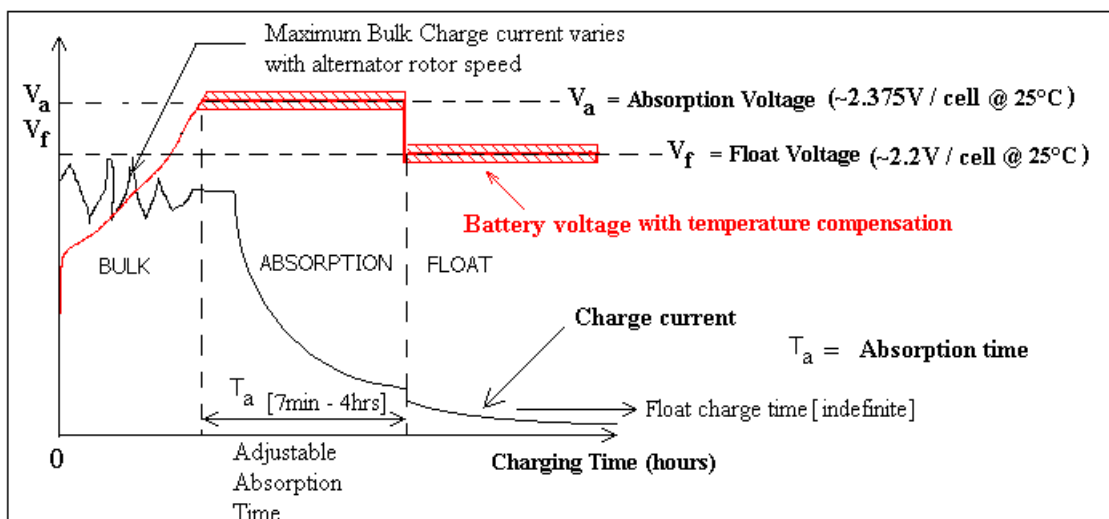 Maximum Bulk Charge current varies
with alternator rotor speed
Va
Va = Absorption Voltage (~2.375V / cell @ 25°C)
Vf
Vf = Float Voltage (~2.2V / cell @ 25°C)
Battery voltage with temperature compensation
BULK
ABSORPTION
FLOAT
Charge current
Ta = Absorption time
Ta [7min - 4hrs]
Float charge time [indefinite]
0
Adjustable
Absorption
Time
Charging Time (hours)